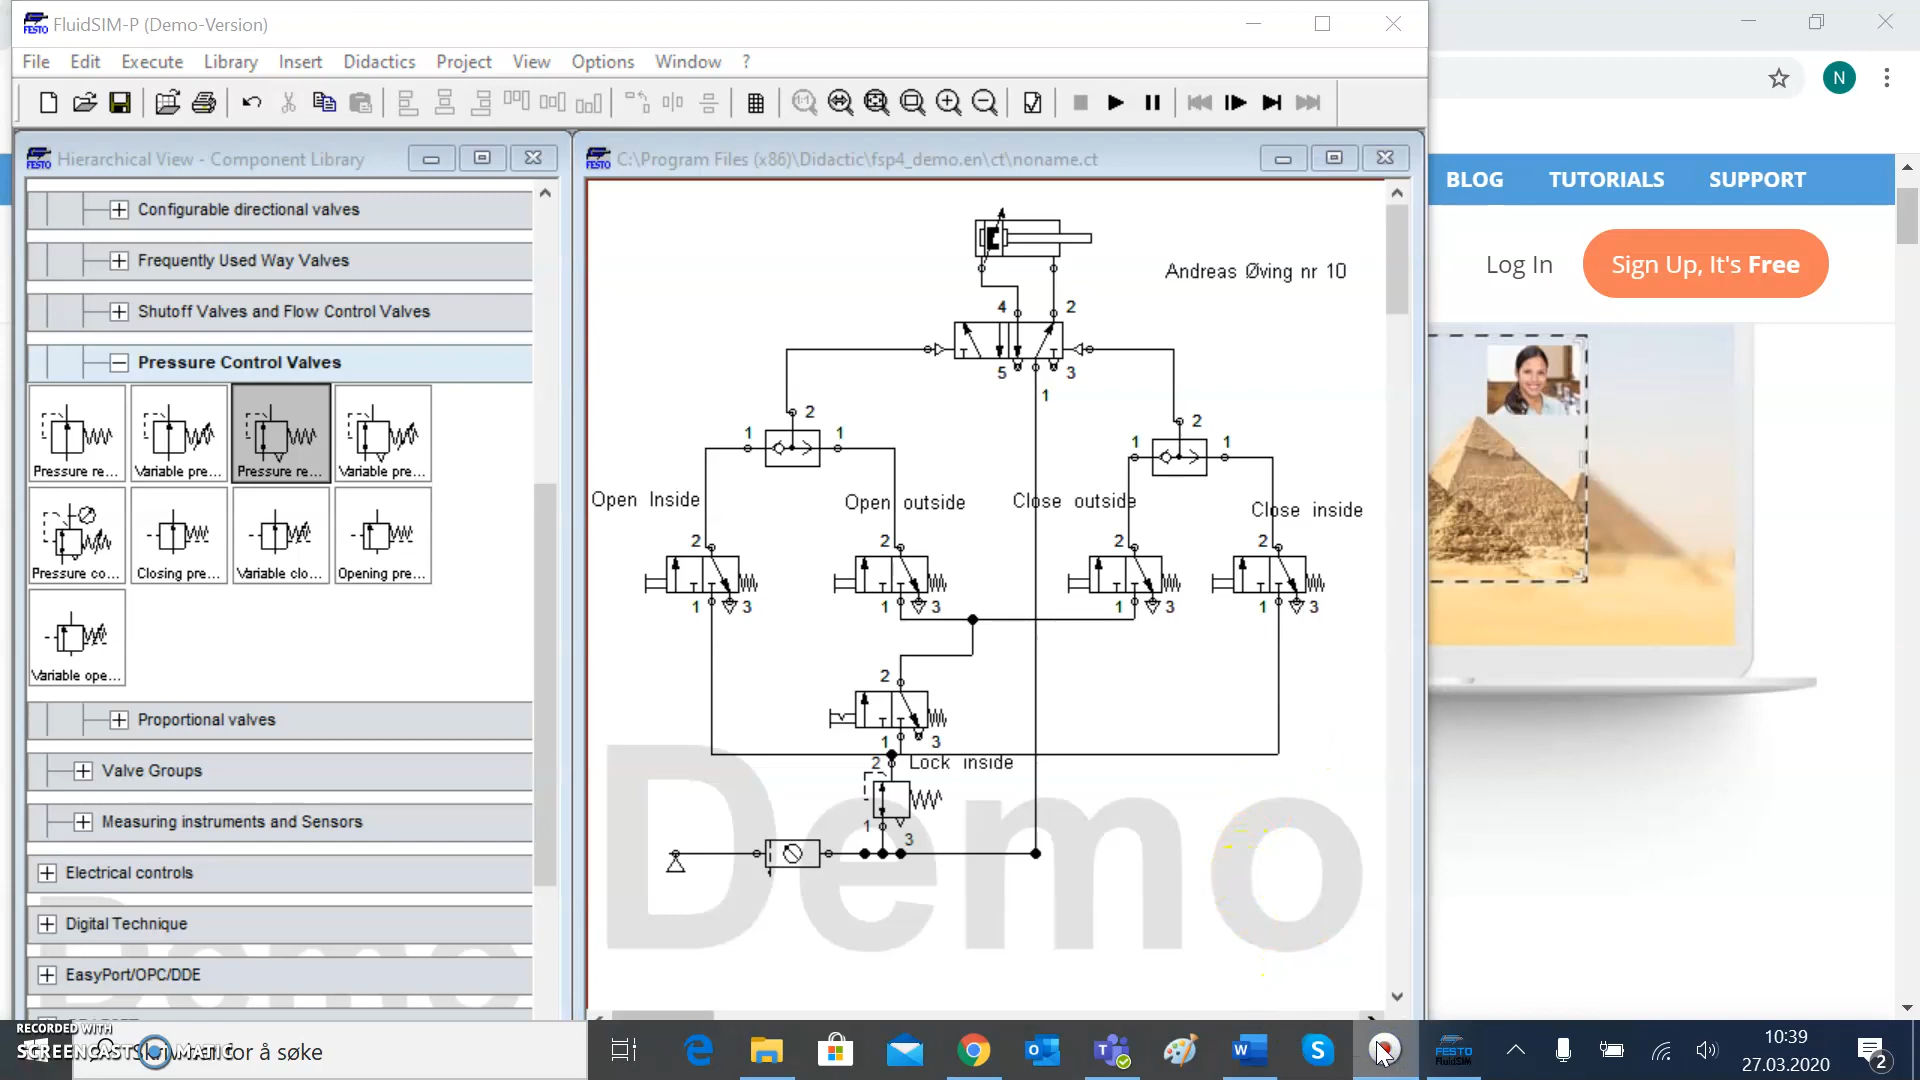 FluidSIM-P (Demo-Version)
File Edit Execute Library Insert Didactics Project View Options Window ?
Hierarchical View - Component Library
Configurable directional valves
Frequently Used Way Valves
Shutoff Valves and Flow Control Valves
Pressure Control Valves
Pressure re... Variable pre... Pressure re... Variable pre...
Pressure co... Closing pre... Variable clo... Opening pre...
Variable ope...
Proportional valves
Valve Groups
Measuring instruments and Sensors
Electrical controls
Digital Technique
EasyPort/OPC/DDE
C:\Program Files (x86)\Didactic\fsp4_demo.en\ct\noname.ct
Andreas Øving nr 10
4 2
5 3
1
2
1 1
2
1 1
Open Inside
Open outside
Close outside
Close inside
2 2 2 2
1 3 1 3 1 3 1 3
2
1 3
2 Lock inside
1 3
Demo
BLOG TUTORIALS SUPPORT
Log In
Sign Up, It's Free
N
RECORDED WITH
SCREENCAST MATIC
for å søke
FESTO
FluidSIM
10:39
27.03.2020
2